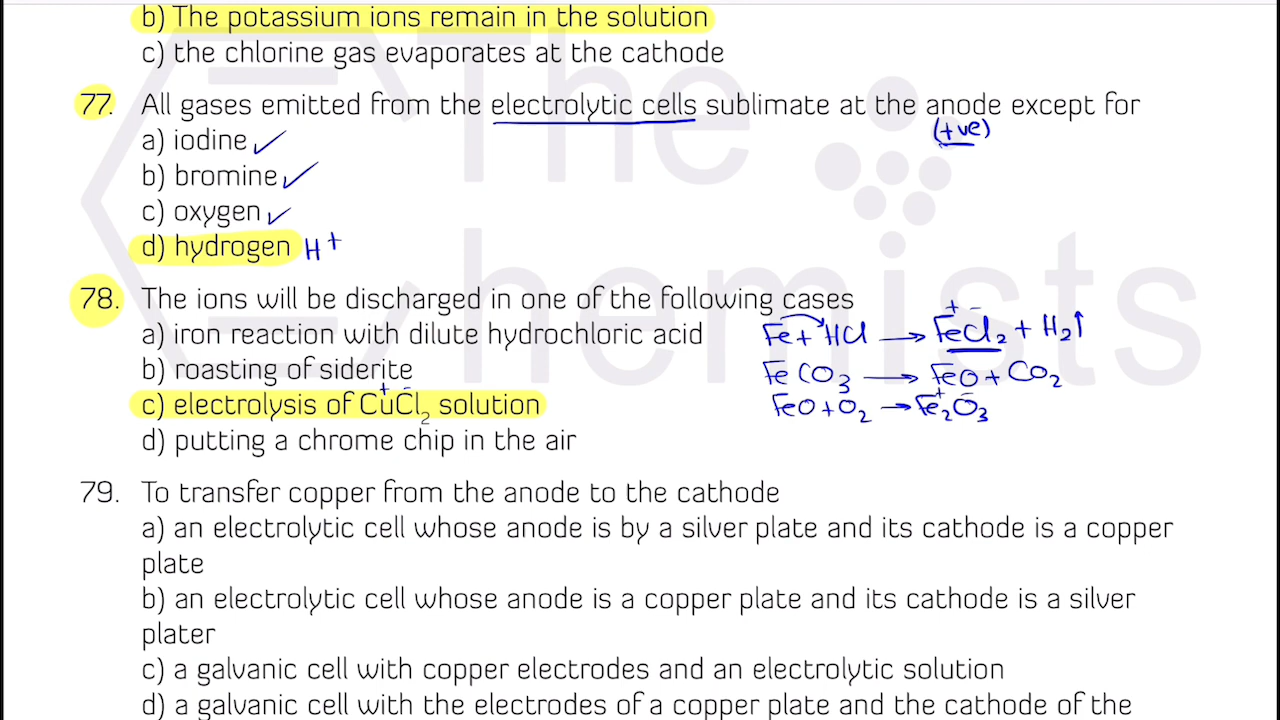 b) The potassium ions remain in the solution
c) the chlorine gas evaporates at the cathode
77. All gases emitted from the electrolytic cells sublimate at the anode except for
(+ve)
a) iodine ✓
b) bromine ✓
c) oxygen ✓
d) hydrogen H⁺
78. The ions will be discharged in one of the following cases
a) iron reaction with dilute hydrochloric acid
Fe + HCl → FeCl₂ + H₂↑
+ -
b) roasting of siderite
FeCO₃ → FeO + CO₂
c) electrolysis of CuCl₂ solution
+ -
FeO + O₂ → Fe₂O₃
+ -
d) putting a chrome chip in the air
79. To transfer copper from the anode to the cathode
a) an electrolytic cell whose anode is by a silver plate and its cathode is a copper
plate
b) an electrolytic cell whose anode is a copper plate and its cathode is a silver
plater
c) a galvanic cell with copper electrodes and an electrolytic solution
d) a galvanic cell with the electrodes of a copper plate and the cathode of the
The
Chemists